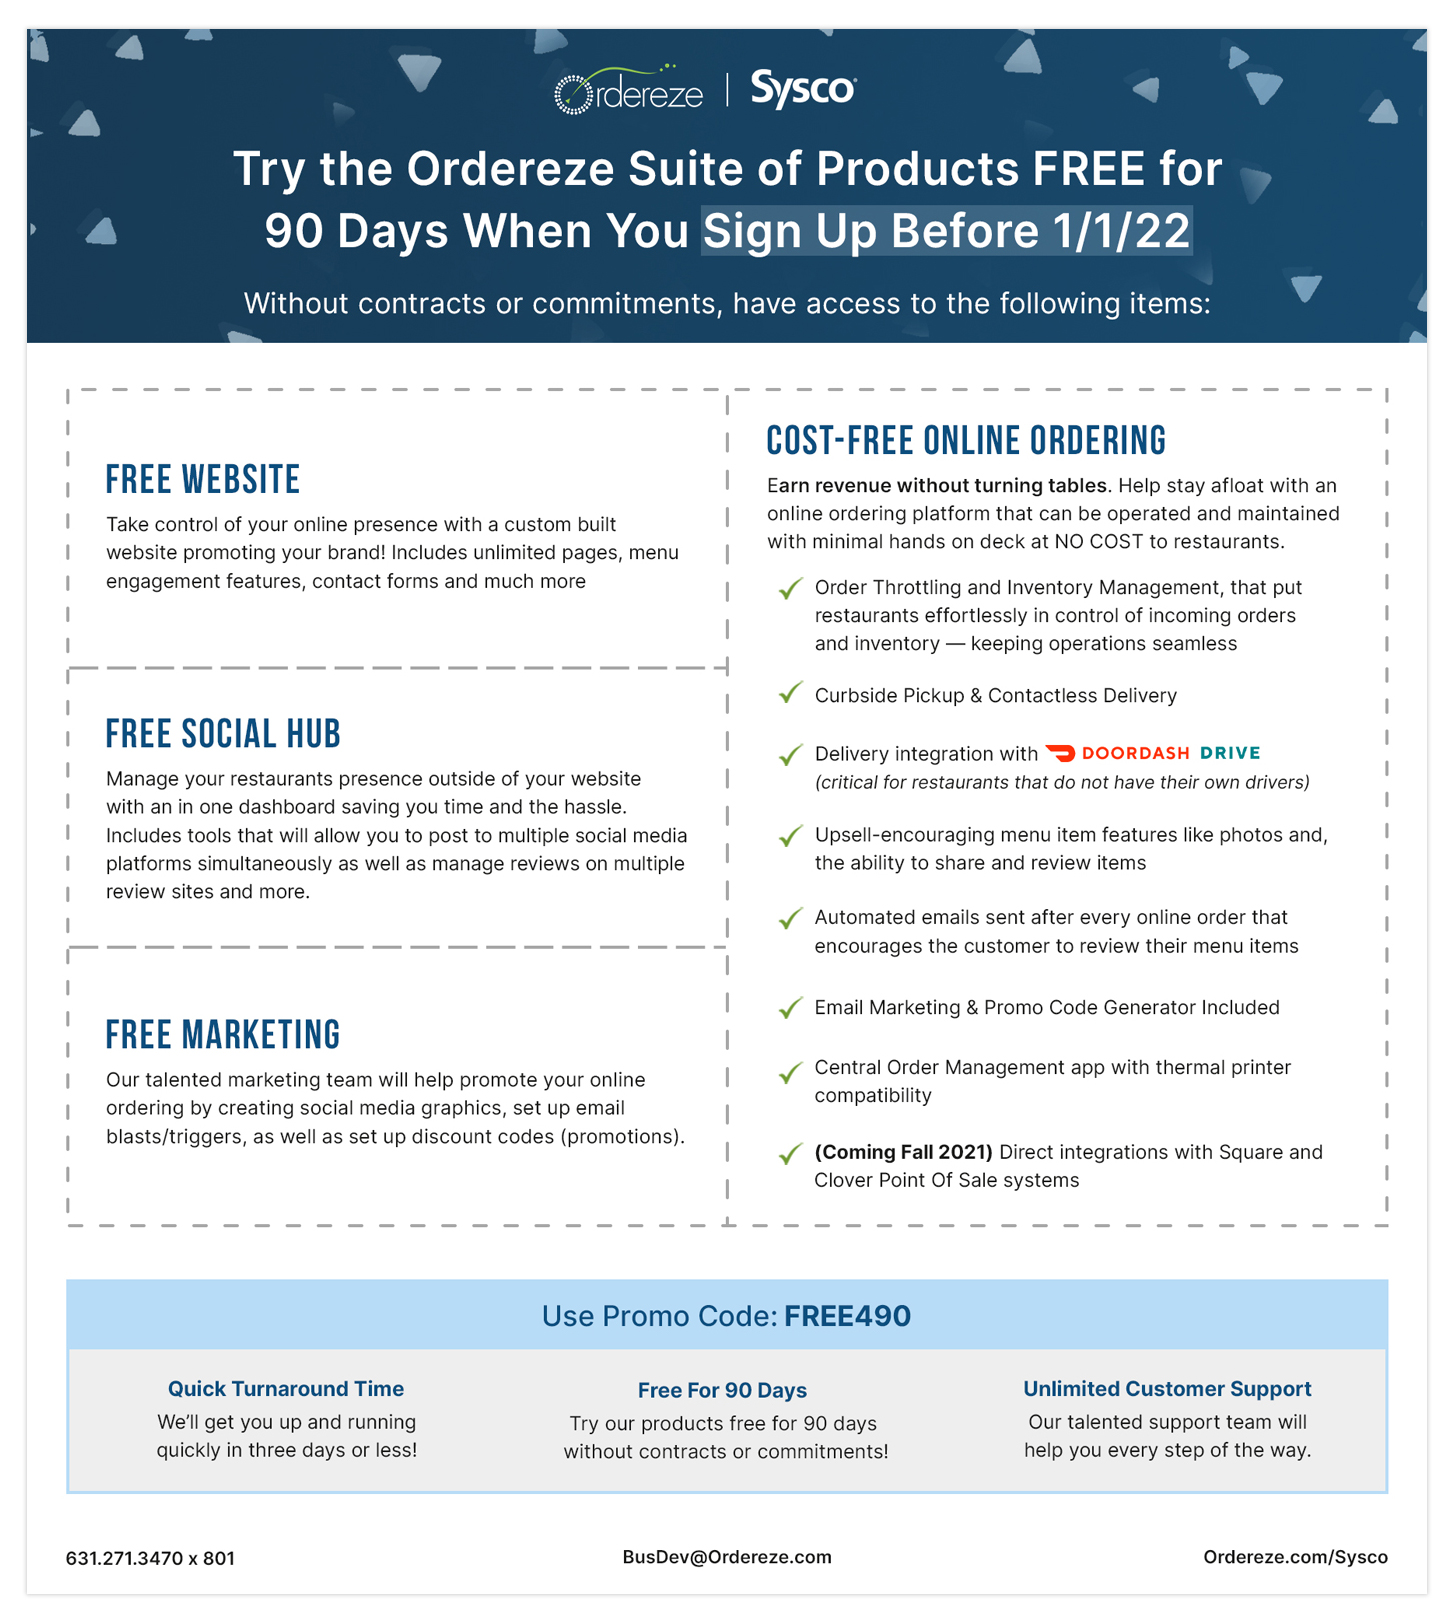 Ordereze | Sysco®
Try the Ordereze Suite of Products FREE for
90 Days When You Sign Up Before 1/1/22
Without contracts or commitments, have access to the following items:
FREE WEBSITE
Take control of your online presence with a custom built
website promoting your brand! Includes unlimited pages, menu
engagement features, contact forms and much more
FREE SOCIAL HUB
Manage your restaurants presence outside of your website
with an in one dashboard saving you time and the hassle.
Includes tools that will allow you to post to multiple social media
platforms simultaneously as well as manage reviews on multiple
review sites and more.
FREE MARKETING
Our talented marketing team will help promote your online
ordering by creating social media graphics, set up email
blasts/triggers, as well as set up discount codes (promotions).
COST-FREE ONLINE ORDERING
Earn revenue without turning tables. Help stay afloat with an
online ordering platform that can be operated and maintained
with minimal hands on deck at NO COST to restaurants.
Order Throttling and Inventory Management, that put
restaurants effortlessly in control of incoming orders
and inventory — keeping operations seamless
Curbside Pickup & Contactless Delivery
Delivery integration with DOORDASH DRIVE
(critical for restaurants that do not have their own drivers)
Upsell-encouraging menu item features like photos and,
the ability to share and review items
Automated emails sent after every online order that
encourages the customer to review their menu items
Email Marketing & Promo Code Generator Included
Central Order Management app with thermal printer
compatibility
(Coming Fall 2021) Direct integrations with Square and
Clover Point Of Sale systems
Use Promo Code: FREE490
Quick Turnaround Time
We’ll get you up and running
quickly in three days or less!
Free For 90 Days
Try our products free for 90 days
without contracts or commitments!
Unlimited Customer Support
Our talented support team will
help you every step of the way.
631.271.3470 x 801
BusDev@Ordereze.com
Ordereze.com/Sysco